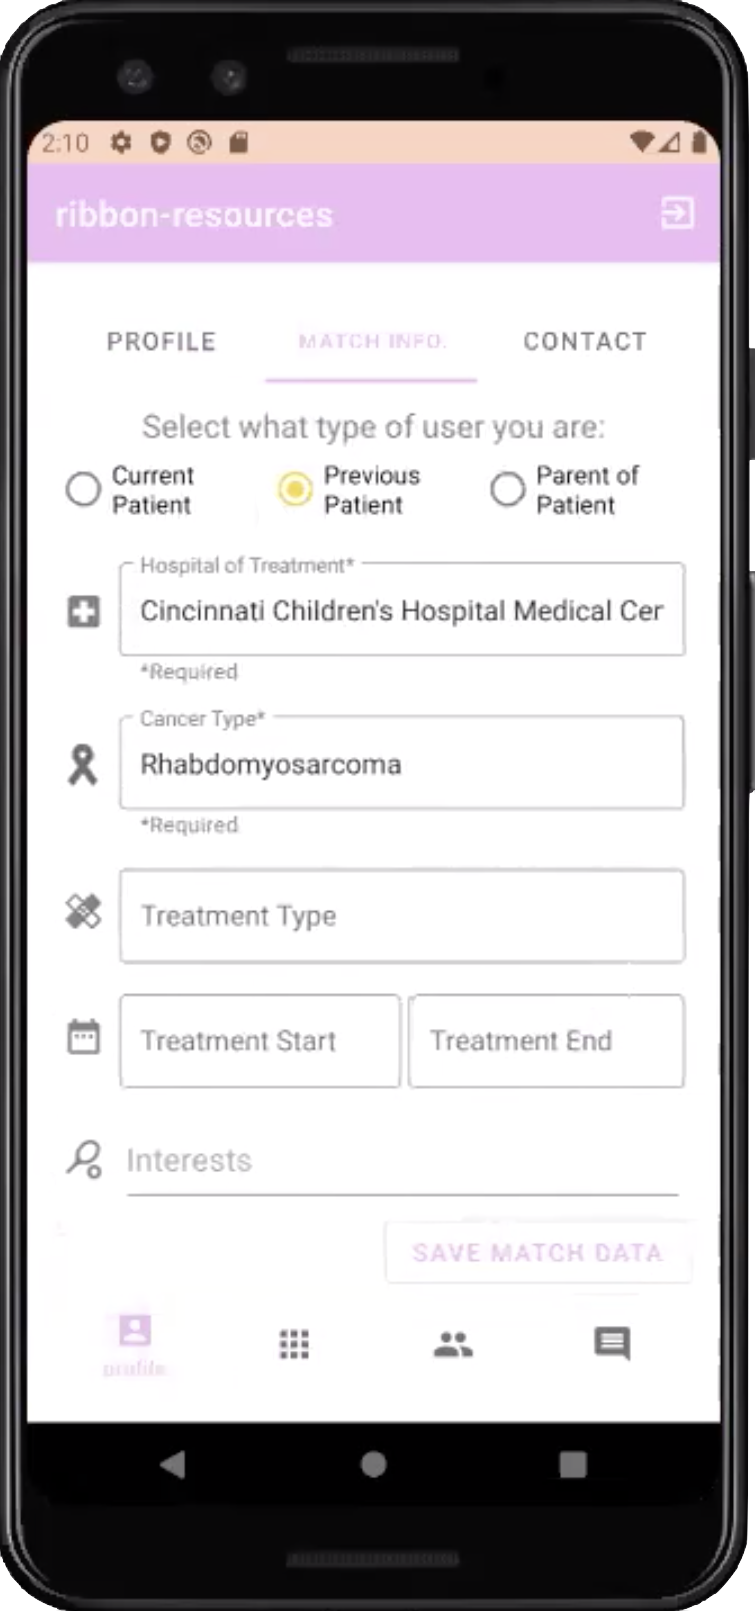 2:10
ribbon-resources
PROFILE MATCH INFO. CONTACT
Select what type of user you are:
Current Patient
Previous Patient
Parent of Patient
Hospital of Treatment*
Cincinnati Children's Hospital Medical Cer
*Required
Cancer Type*
Rhabdomyosarcoma
*Required
Treatment Type
Treatment Start Treatment End
Interests
SAVE MATCH DATA
profile